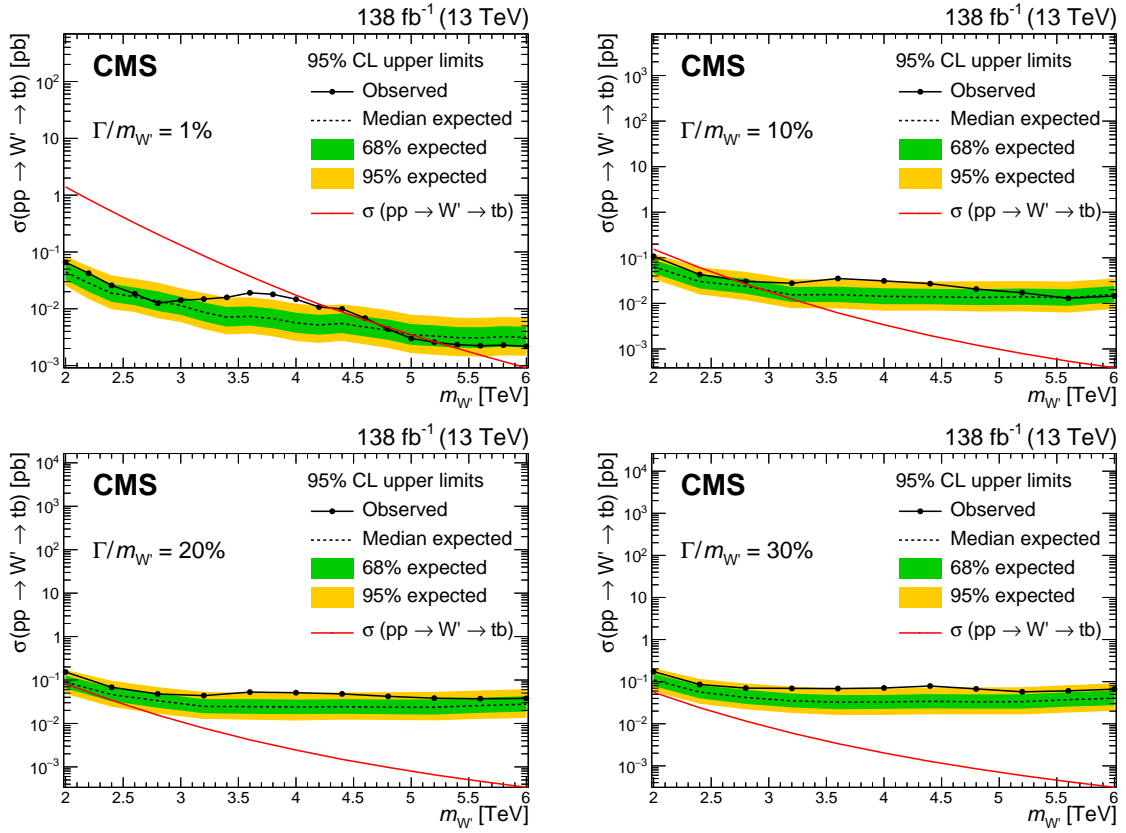 138 fb⁻¹ (13 TeV)
σ(pp → W' → tb) [pb]
CMS
Γ/m_W' = 1%
95% CL upper limits
Observed
Median expected
68% expected
95% expected
σ (pp → W' → tb)
10²
10
1
10⁻¹
10⁻²
10⁻³
2 2.5 3 3.5 4 4.5 5 5.5 6
m_W' [TeV]
138 fb⁻¹ (13 TeV)
σ(pp → W' → tb) [pb]
CMS
Γ/m_W' = 10%
95% CL upper limits
Observed
Median expected
68% expected
95% expected
σ (pp → W' → tb)
10³
10²
10
1
10⁻¹
10⁻²
10⁻³
2 2.5 3 3.5 4 4.5 5 5.5 6
m_W' [TeV]
138 fb⁻¹ (13 TeV)
σ(pp → W' → tb) [pb]
CMS
Γ/m_W' = 20%
95% CL upper limits
Observed
Median expected
68% expected
95% expected
σ (pp → W' → tb)
10⁴
10³
10²
10
1
10⁻¹
10⁻²
10⁻³
2 2.5 3 3.5 4 4.5 5 5.5 6
m_W' [TeV]
138 fb⁻¹ (13 TeV)
σ(pp → W' → tb) [pb]
CMS
Γ/m_W' = 30%
95% CL upper limits
Observed
Median expected
68% expected
95% expected
σ (pp → W' → tb)
10⁴
10³
10²
10
1
10⁻¹
10⁻²
10⁻³
2 2.5 3 3.5 4 4.5 5 5.5 6
m_W' [TeV]